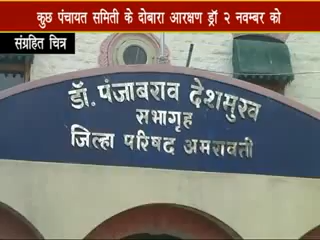 कुछ पंचायत समिती के दोबारा आरक्षण ड्रॉ २ नवम्बर को
संग्रहित चित्र
डॉ. पंजाबराव देशमुख
सभागृह
जिल्हा परिषद अमरावती